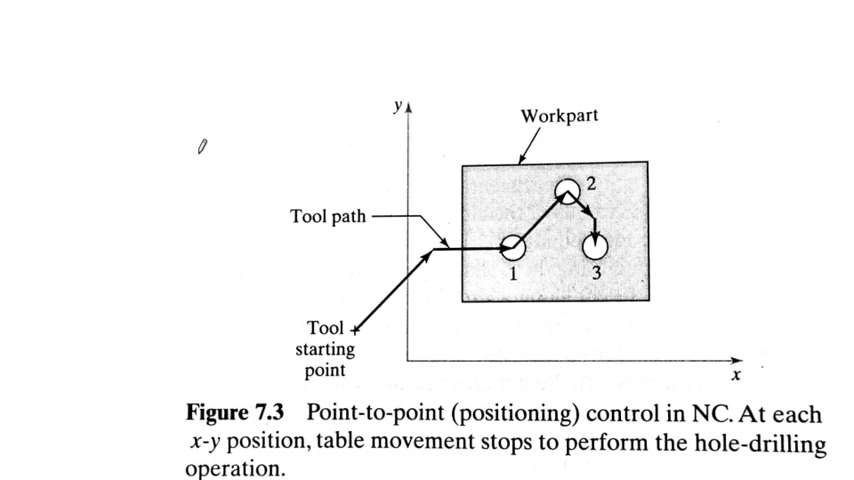 y
Workpart
2
Tool path
1
3
Tool
starting
point
x
Figure 7.3 Point-to-point (positioning) control in NC. At each
x-y position, table movement stops to perform the hole-drilling
operation.